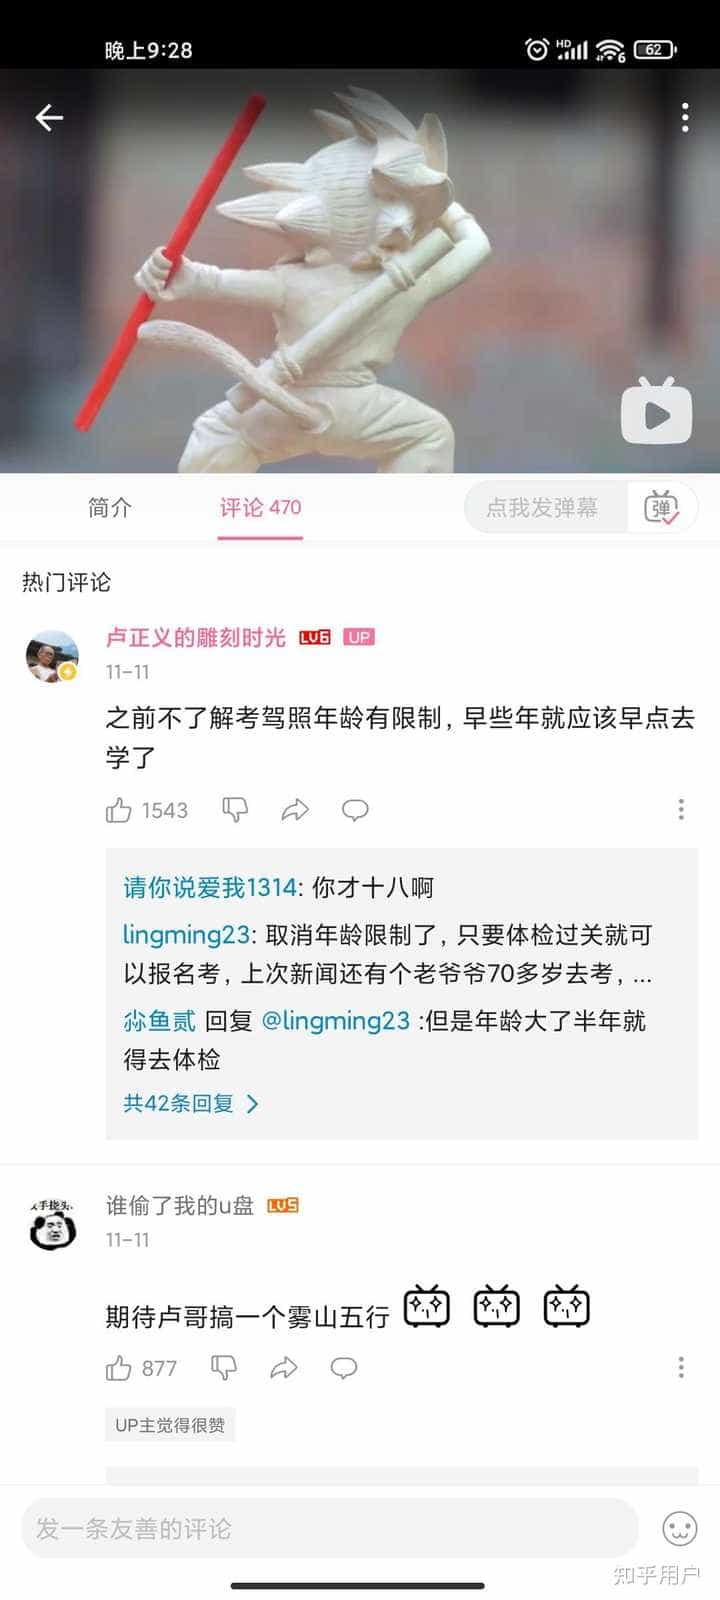 晚上9:28
HD
6
62
简介
评论 470
点我发弹幕
弹
热门评论
卢正义的雕刻时光 LV6 UP
11-11
之前不了解考驾照年龄有限制，早些年就应该早点去
学了
1543
请你说爱我1314: 你才十八啊
lingming23: 取消年龄限制了，只要体检过关就可
以报名考，上次新闻还有个老爷爷70多岁去考，...
尛鱼贰 回复 @lingming23 :但是年龄大了半年就
得去体检
共42条回复 >
谁偷了我的u盘 LV5
11-11
期待卢哥搞一个雾山五行
877
UP主觉得很赞
发一条友善的评论
知乎用户